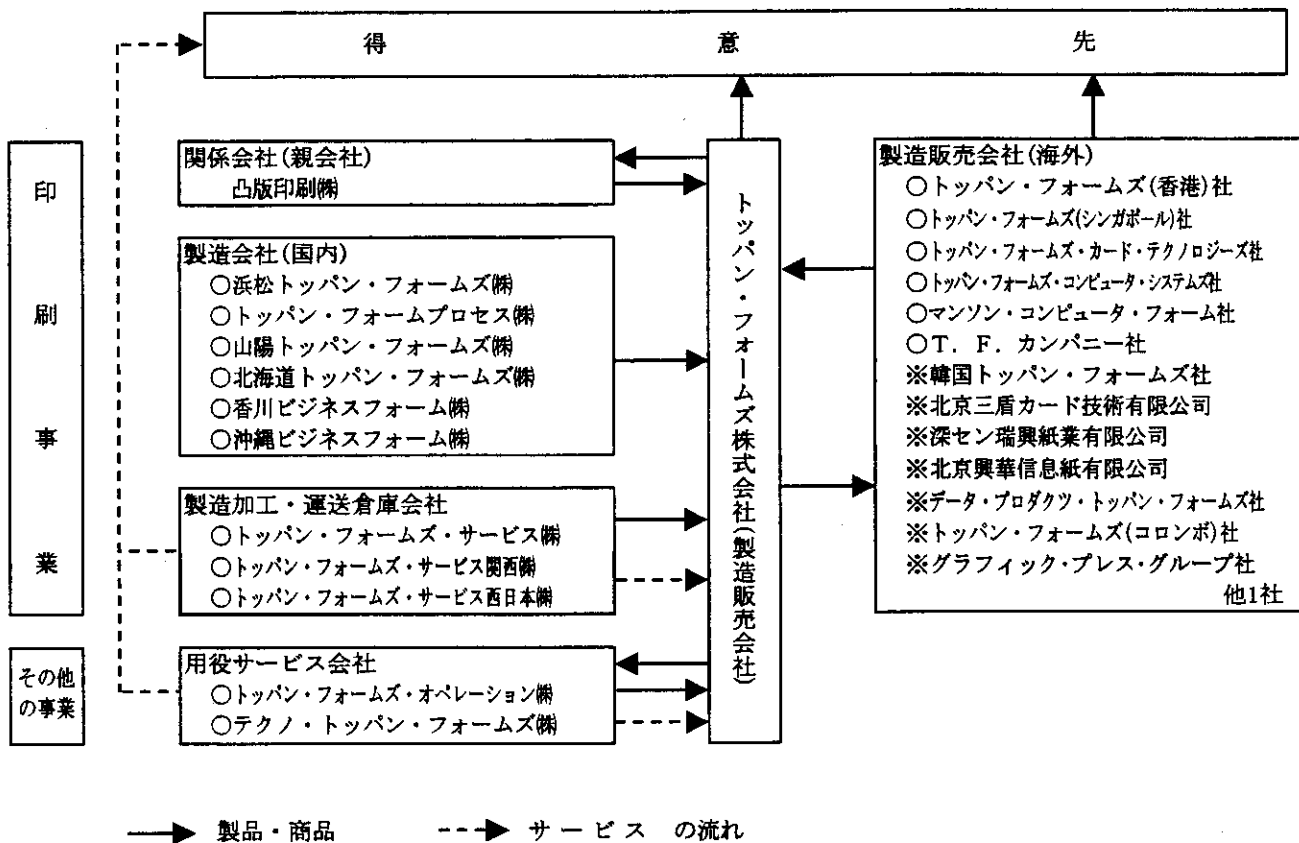 得意先
印刷事業
関係会社(親会社)
凸版印刷㈱
製造会社(国内)
○浜松トッパン・フォームズ㈱
○トッパン・フォームプロセス㈱
○山陽トッパン・フォームズ㈱
○北海道トッパン・フォームズ㈱
○香川ビジネスフォーム㈱
○沖縄ビジネスフォーム㈱
製造加工・運送倉庫会社
○トッパン・フォームズ・サービス㈱
○トッパン・フォームズ・サービス関西㈱
○トッパン・フォームズ・サービス西日本㈱
その他
の事業
用役サービス会社
○トッパン・フォームズ・オペレーション㈱
○テクノ・トッパン・フォームズ㈱
トッパン・フォームズ株式会社(製造販売会社)
製造販売会社(海外)
○トッパン・フォームズ(香港)社
○トッパン・フォームズ(シンガポール)社
○トッパン・フォームズ・カード・テクノロジーズ社
○トッパン・フォームズ・コンピュータ・システムズ社
○マンソン・コンピュータ・フォーム社
○T. F. カンパニー社
※韓国トッパン・フォームズ社
※北京三盾カード技術有限公司
※深セン瑞興紙業有限公司
※北京興華信息紙有限公司
※データ・プロダクツ・トッパン・フォームズ社
※トッパン・フォームズ(コロンボ)社
※グラフィック・プレス・グループ社
他1社
製品・商品
サービス の流れ